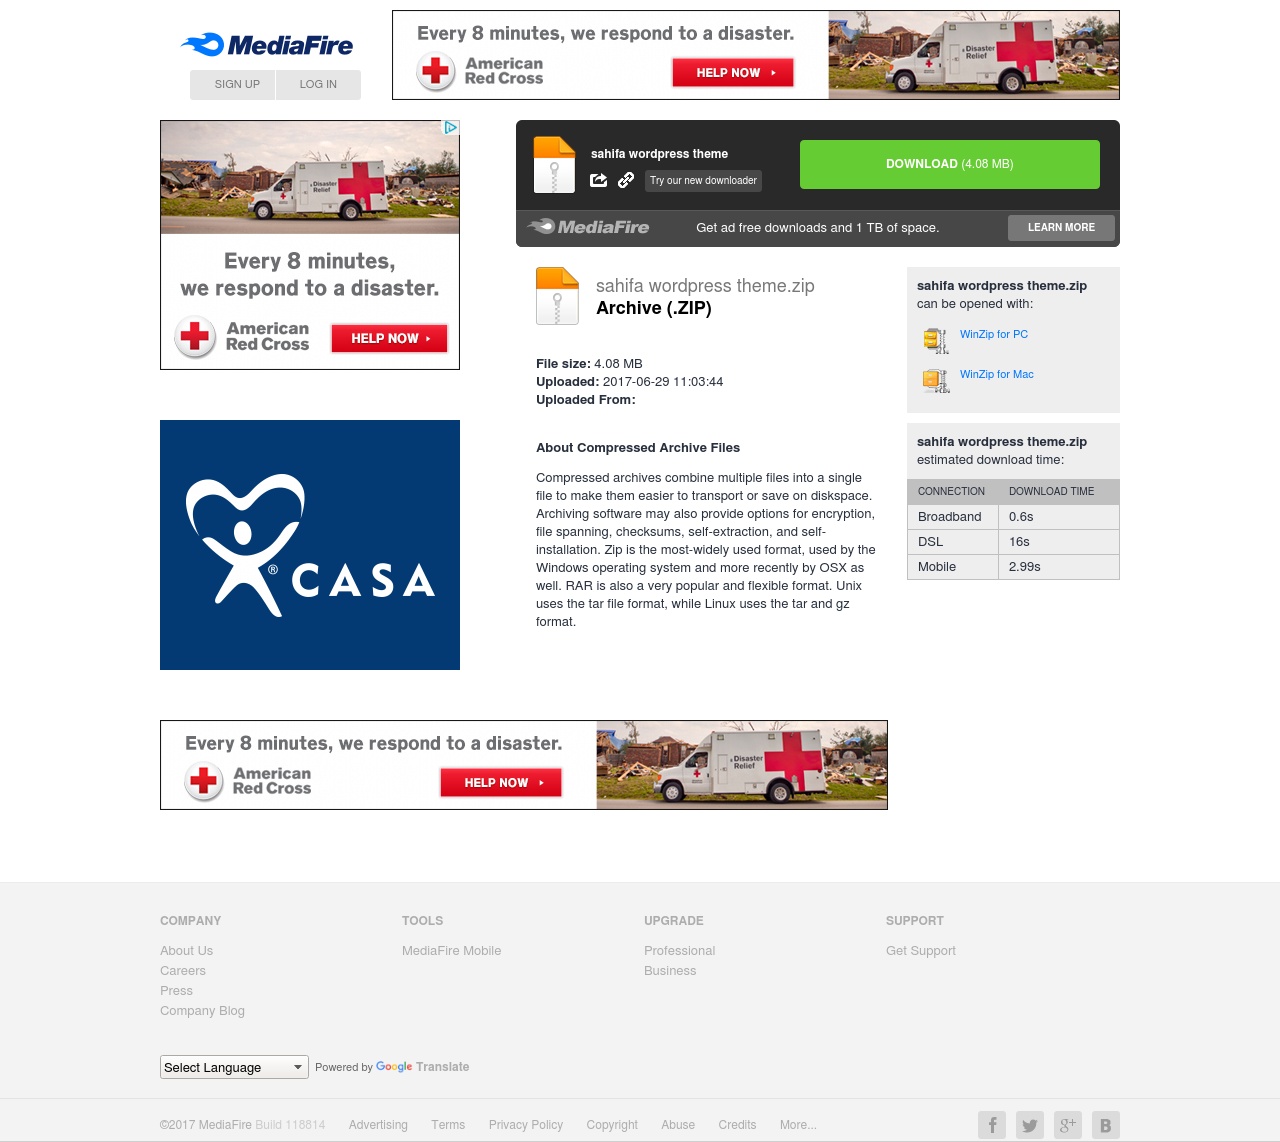 MediaFire
SIGN UP
LOG IN
Every 8 minutes, we respond to a disaster.
American
Red Cross
HELP NOW
Disaster
Relief
Disaster
Relief
Every 8 minutes,
we respond to a disaster.
American
Red Cross
HELP NOW
sahifa wordpress theme
Try our new downloader
DOWNLOAD (4.08 MB)
MediaFire
Get ad free downloads and 1 TB of space.
LEARN MORE
sahifa wordpress theme.zip
Archive (.ZIP)
File size: 4.08 MB
Uploaded: 2017-06-29 11:03:44
Uploaded From:
About Compressed Archive Files
Compressed archives combine multiple files into a single
file to make them easier to transport or save on diskspace.
Archiving software may also provide options for encryption,
file spanning, checksums, self-extraction, and self-
installation. Zip is the most-widely used format, used by the
Windows operating system and more recently by OSX as
well. RAR is also a very popular and flexible format. Unix
uses the tar file format, while Linux uses the tar and gz
format.
sahifa wordpress theme.zip
can be opened with:
WinZip for PC
WinZip for Mac
sahifa wordpress theme.zip
estimated download time:
CONNECTION DOWNLOAD TIME
Broadband 0.6s
DSL 16s
Mobile 2.99s
® CASA
Every 8 minutes, we respond to a disaster.
American
Red Cross
HELP NOW
Disaster
Relief
COMPANY
About Us
Careers
Press
Company Blog
TOOLS
MediaFire Mobile
UPGRADE
Professional
Business
SUPPORT
Get Support
Select Language
Powered by Google Translate
©2017 MediaFire Build 118814 Advertising Terms Privacy Policy Copyright Abuse Credits More...